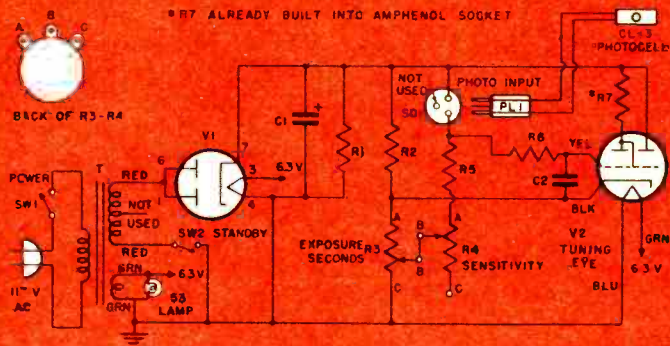 *R7 ALREADY BUILT INTO AMPHENOL SOCKET
A B C
BACK OF R3-R4
CL-3
PHOTOCELL
NOT
USED
PHOTO INPUT
SO1
PL1
*R7
V1
7
6
3
1
4
6.3V
C1
+
R1
R2
R5
R6
C2
YEL
BLK
POWER
SW1
T
RED
NOT
USED
RED
SW2 STANDBY
GRN
6.3V
GRN
53
LAMP
AC
EXPOSURE
SECONDS
R3
A
B
B
C
A
R4
SENSITIVITY
C
V2
TUNING
EYE
BLU
GRN
6.3V